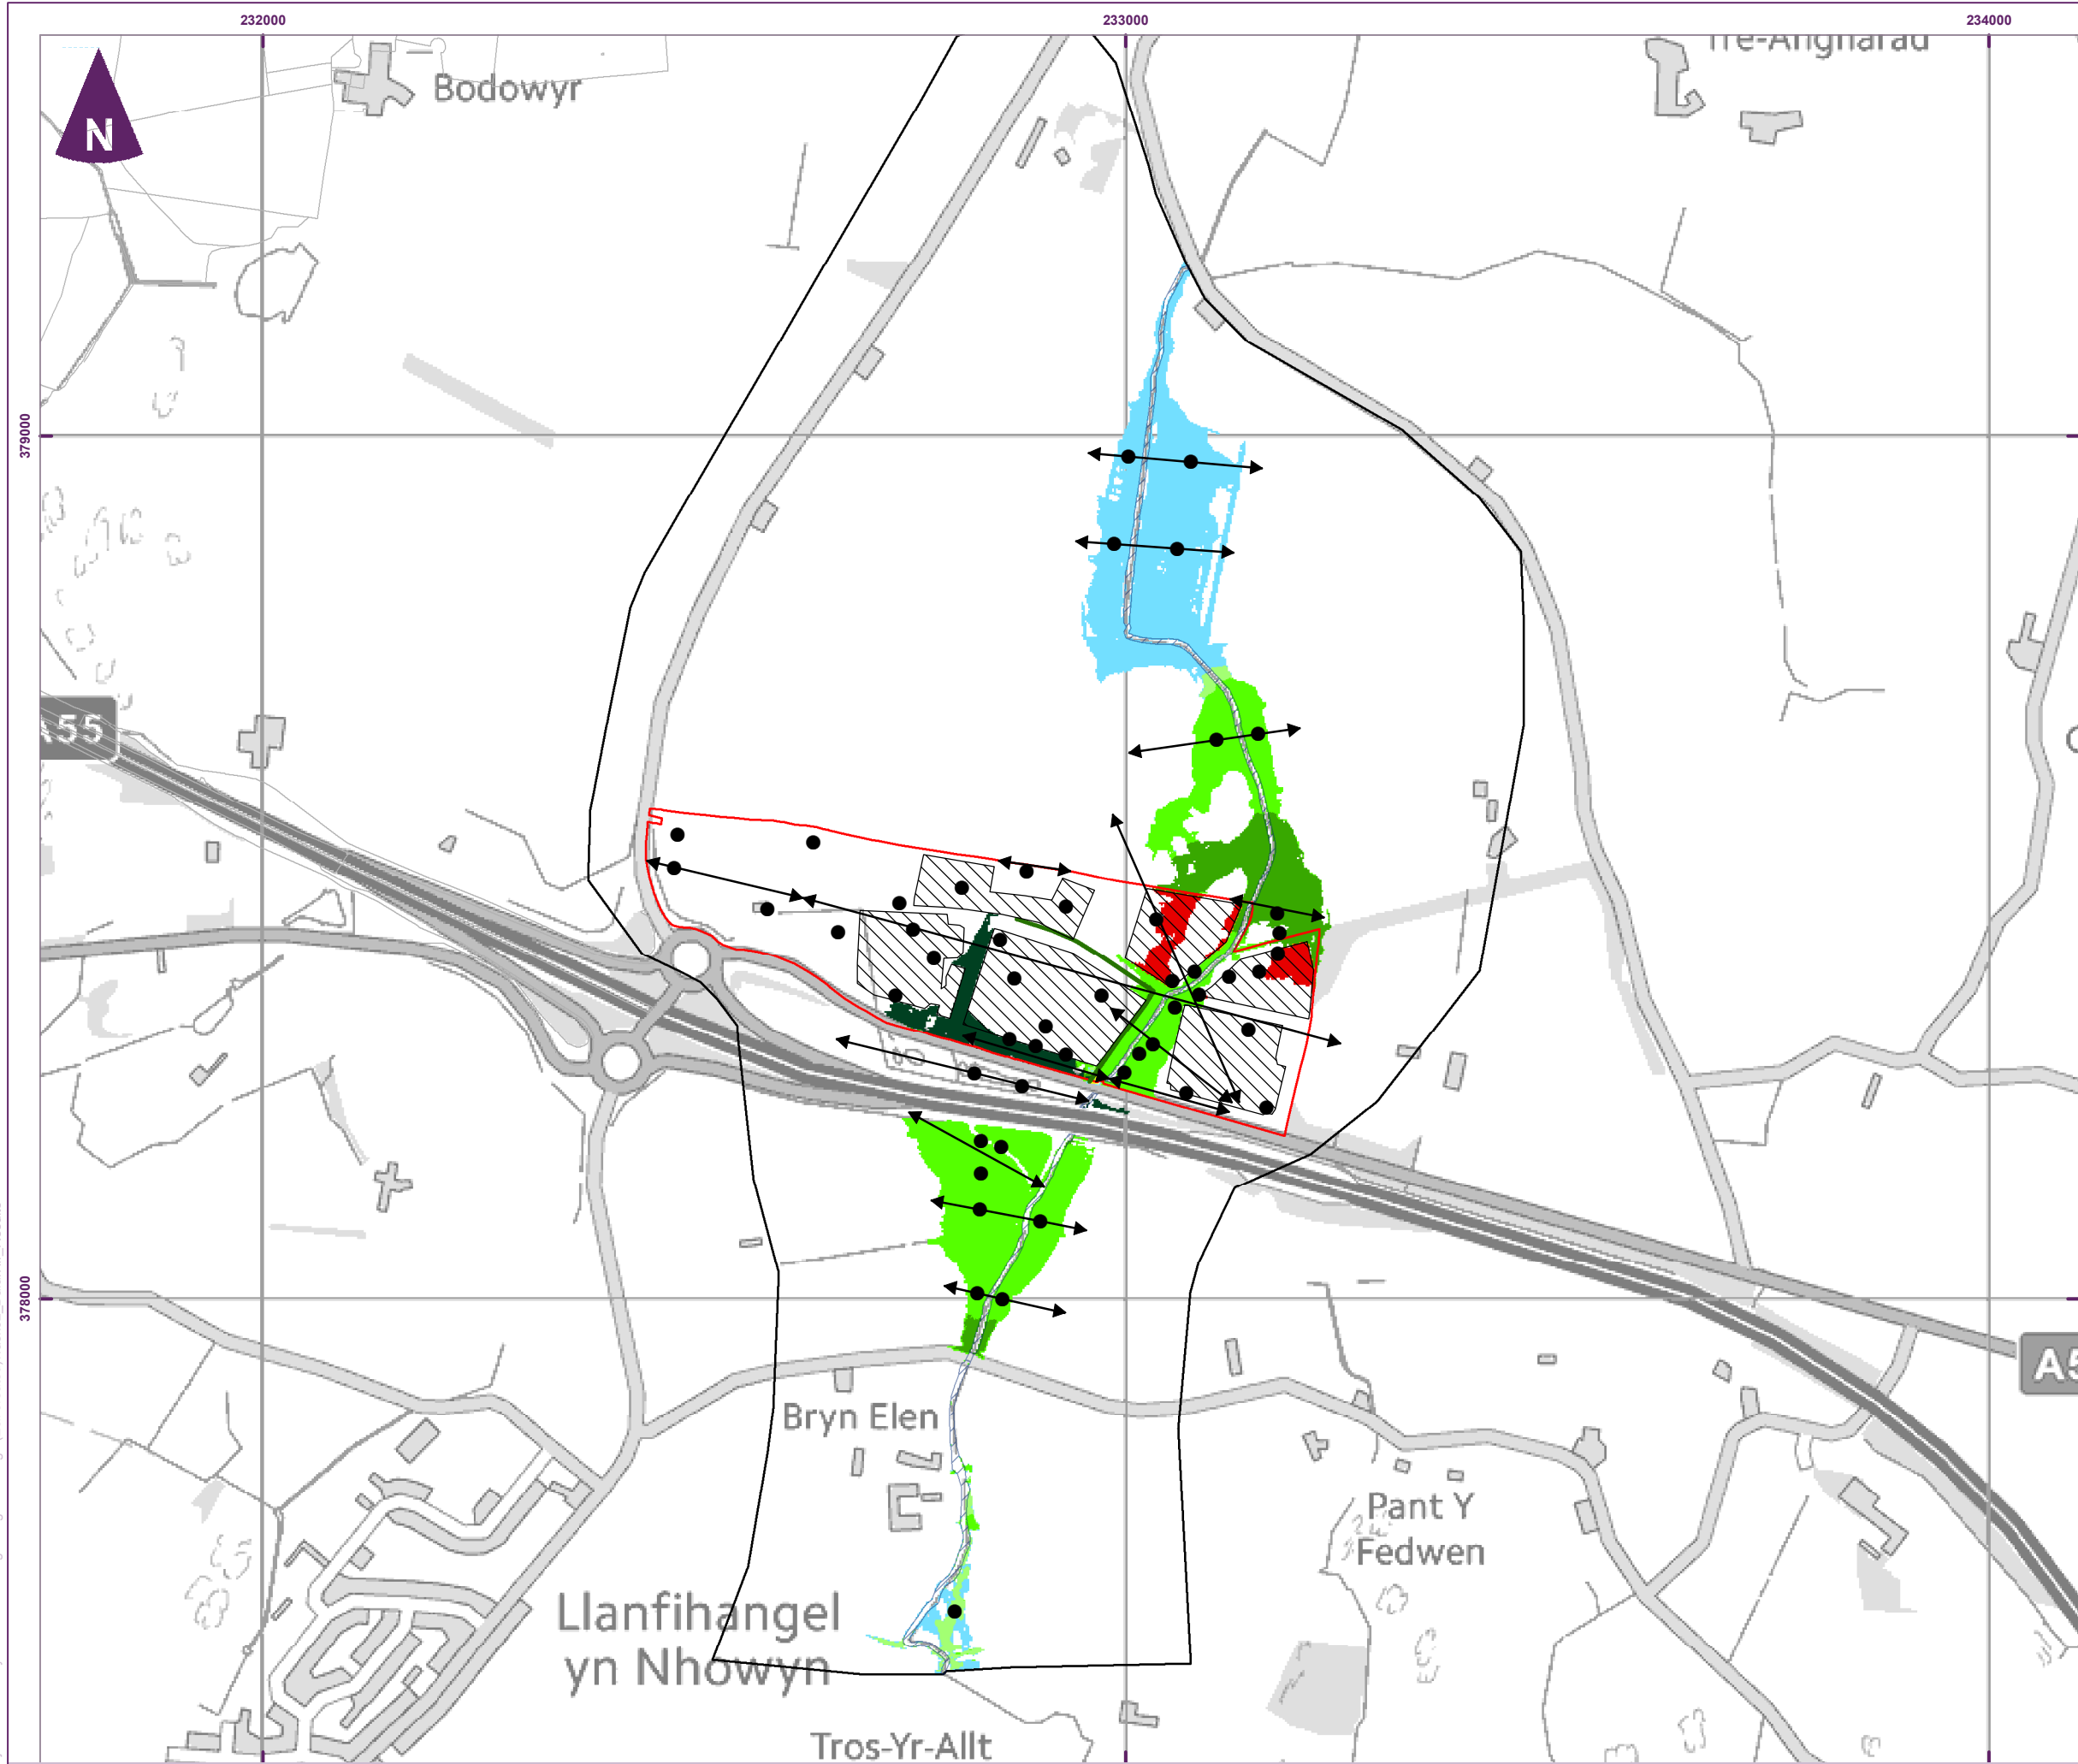 232000
233000
234000
Tre-Angharad
Bodowyr
N
379000
A55
378000
A5
Bryn Elen
Pant Y
Fedwen
Llanfihangel
yn Nhowyn
Tros-Yr-Allt